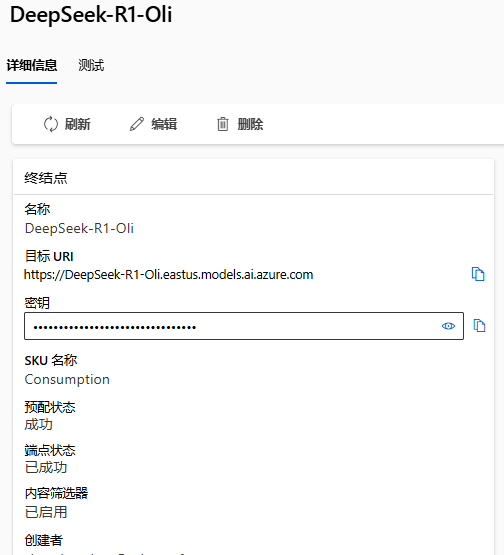 DeepSeek-R1-Oli
详细信息 测试
刷新 编辑 删除
终结点
名称
DeepSeek-R1-Oli
目标 URI
https://DeepSeek-R1-Oli.eastus.models.ai.azure.com
密钥
••••••••••••••••••••••••••••••••
SKU 名称
Consumption
预配状态
成功
端点状态
已成功
内容筛选器
已启用
创建者